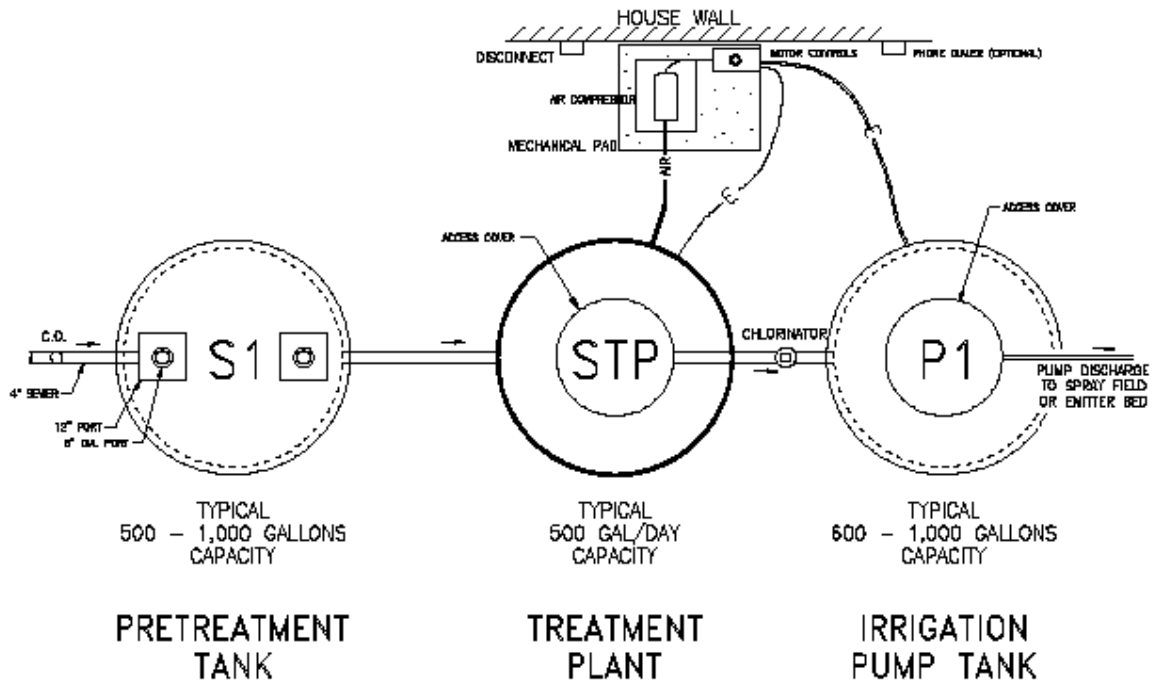 HOUSE WALL
DISCONNECT
MOTOR CONTROLS
PHONE DIALER (OPTIONAL)
AIR COMPRESSOR
MECHANICAL PAD
AIR
ACCESS COVER
ACCESS COVER
C.O.
S1
STP
CHLORINATOR
P1
4" SEWER
12" PORT
6" DIA. PORT
PUMP DISCHARGE
TO SPRAY FIELD
OR EMITTER BED
TYPICAL
500 - 1,000 GALLONS
CAPACITY
TYPICAL
500 GAL/DAY
CAPACITY
TYPICAL
600 - 1,000 GALLONS
CAPACITY
PRETREATMENT
TANK
TREATMENT
PLANT
IRRIGATION
PUMP TANK